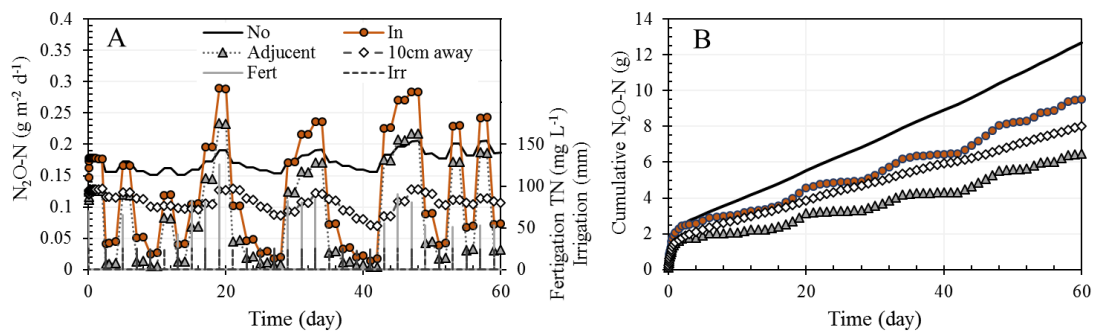 A
No
In
Adjucent
10cm away
Fert
Irr
N₂O-N (g m⁻² d⁻¹)
0.4
0.35
0.3
0.25
0.2
0.15
0.1
0.05
0
150
100
50
0
Fertigation TN (mg L⁻¹)
Irrigation (mm)
0
20
40
60
Time (day)
B
Cumulative N₂O-N (g)
14
12
10
8
6
4
2
0
0
20
40
60
Time (day)